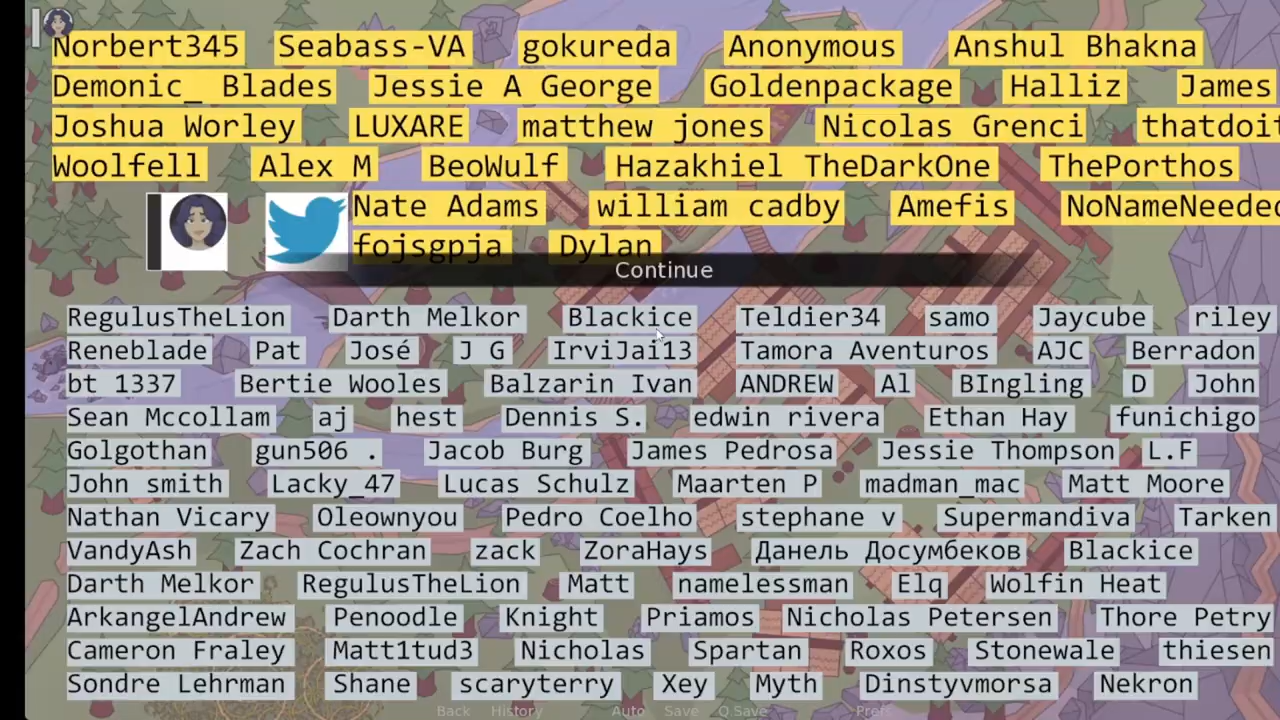 Norbert345 Seabass-VA gokureda Anonymous Anshul Bhakna
Demonic_ Blades Jessie A George Goldenpackage Halliz James
Joshua Worley LUXARE matthew jones Nicolas Grenci thatdoit
Woolfell Alex M BeoWulf Hazakhiel TheDarkOne ThePorthos
Nate Adams william cadby Amefis NoNameNeeded
fojsgpja Dylan
Continue
RegulusTheLion Darth Melkor Blackice Teldier34 samo Jaycube riley
Reneblade Pat José J G IrviJai13 Tamora Aventuros AJC Berradon
bt 1337 Bertie Wooles Balzarin Ivan ANDREW Al BIngling D John
Sean Mccollam aj hest Dennis S. edwin rivera Ethan Hay funichigo
Golgothan gun506 . Jacob Burg James Pedrosa Jessie Thompson L.F
John smith Lacky_47 Lucas Schulz Maarten P madman_mac Matt Moore
Nathan Vicary Oleownyou Pedro Coelho stephane v Supermandiva Tarken
VandyAsh Zach Cochran zack ZoraHays Данель Досумбеков Blackice
Darth Melkor RegulusTheLion Matt namelessman Elq Wolfin Heat
ArkangelAndrew Penoodle Knight Priamos Nicholas Petersen Thore Petry
Cameron Fraley Matt1tud3 Nicholas Spartan Roxos Stonewale thiesen
Sondre Lehrman Shane scaryterry Xey Myth Dinstyvmorsa Nekron
Back History Auto Save Q.Save Prefs